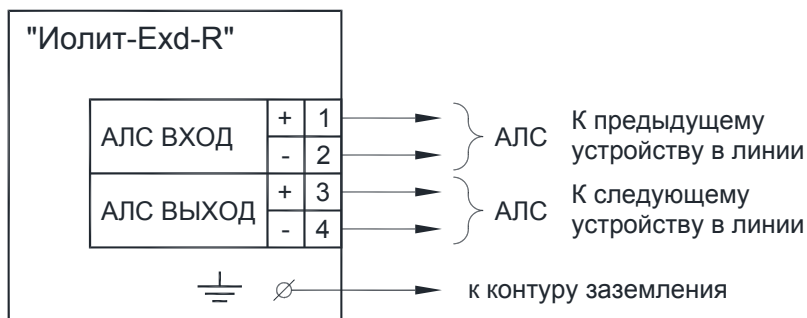 "Иолит-Exd-R"
АЛС ВХОД + 1
- 2
АЛС К предыдущему
устройству в линии
АЛС ВЫХОД + 3
- 4
АЛС К следующему
устройству в линии
к контуру заземления